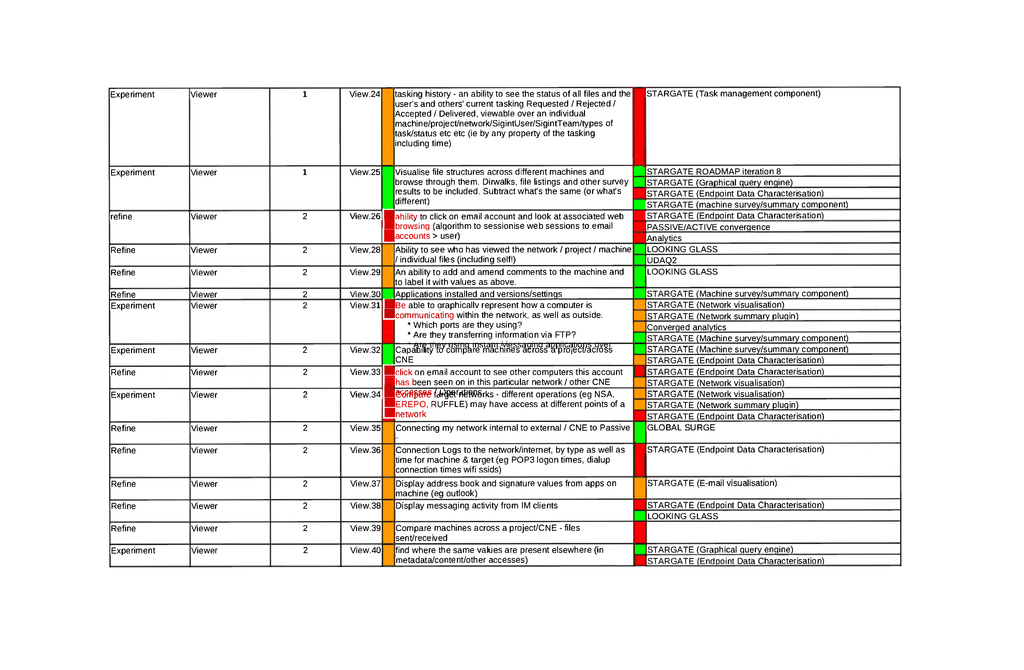 Experiment Viewer 1 View.24 tasking history - an ability to see the status of all files and the STARGATE (Task management component)
user's and others' current tasking Requested / Rejected /
Accepted / Delivered, viewable over an individual
machine/project/network/SigintUser/SigintTeam/types of
task/status etc etc (ie by any property of the tasking
including time)
Experiment Viewer 1 View.25 Visualise file structures across different machines and STARGATE ROADMAP iteration 8
browse through them. Dirwalks, file listings and other survey STARGATE (Graphical query engine)
results to be included. Subtract what's the same (or what's STARGATE (Endpoint Data Characterisation)
different) STARGATE (machine survey/summary component)
refine Viewer 2 View.26 ability to click on email account and look at associated web STARGATE (Endpoint Data Characterisation)
browsing (algorithm to sessionise web sessions to email PASSIVE/ACTIVE convergence
accounts > user) Analytics
Refine Viewer 2 View.28 Ability to see who has viewed the network / project / machine LOOKING GLASS
/ individual files (including self!) UDAQ2
Refine Viewer 2 View.29 An ability to add and amend comments to the machine and LOOKING GLASS
to label it with values as above.
Refine Viewer 2 View.30 Applications installed and versions/settings STARGATE (Machine survey/summary component)
Experiment Viewer 2 View.31 Be able to graphically represent how a computer is STARGATE (Network visualisation)
communicating within the network, as well as outside. STARGATE (Network summary plugin)
* Which ports are they using? Converged analytics
* Are they transferring information via FTP? STARGATE (Machine survey/summary component)
* Are they using Instant Messaging applications over
Experiment Viewer 2 View.32 Capability to compare machines across a project/across STARGATE (Machine survey/summary component)
CNE STARGATE (Endpoint Data Characterisation)
Refine Viewer 2 View.33 click on email account to see other computers this account STARGATE (Endpoint Data Characterisation)
has been seen on in this particular network / other CNE STARGATE (Network visualisation)
accesses / operations
Experiment Viewer 2 View.34 Compare target networks - different operations (eg NSA, STARGATE (Network visualisation)
EREPO, RUFFLE) may have access at different points of a STARGATE (Network summary plugin)
network STARGATE (Endpoint Data Characterisation)
Refine Viewer 2 View.35 Connecting my network internal to external / CNE to Passive GLOBAL SURGE
-
Refine Viewer 2 View.36 Connection Logs to the network/internet, by type as well as STARGATE (Endpoint Data Characterisation)
time for machine & target (eg POP3 logon times, dialup
connection times wifi ssids)
Refine Viewer 2 View.37 Display address book and signature values from apps on STARGATE (E-mail visualisation)
machine (eg outlook)
Refine Viewer 2 View.38 Display messaging activity from IM clients STARGATE (Endpoint Data Characterisation)
LOOKING GLASS
Refine Viewer 2 View.39 Compare machines across a project/CNE - files
sent/received
Experiment Viewer 2 View.40 find where the same values are present elsewhere (in STARGATE (Graphical query engine)
metadata/content/other accesses) STARGATE (Endpoint Data Characterisation)